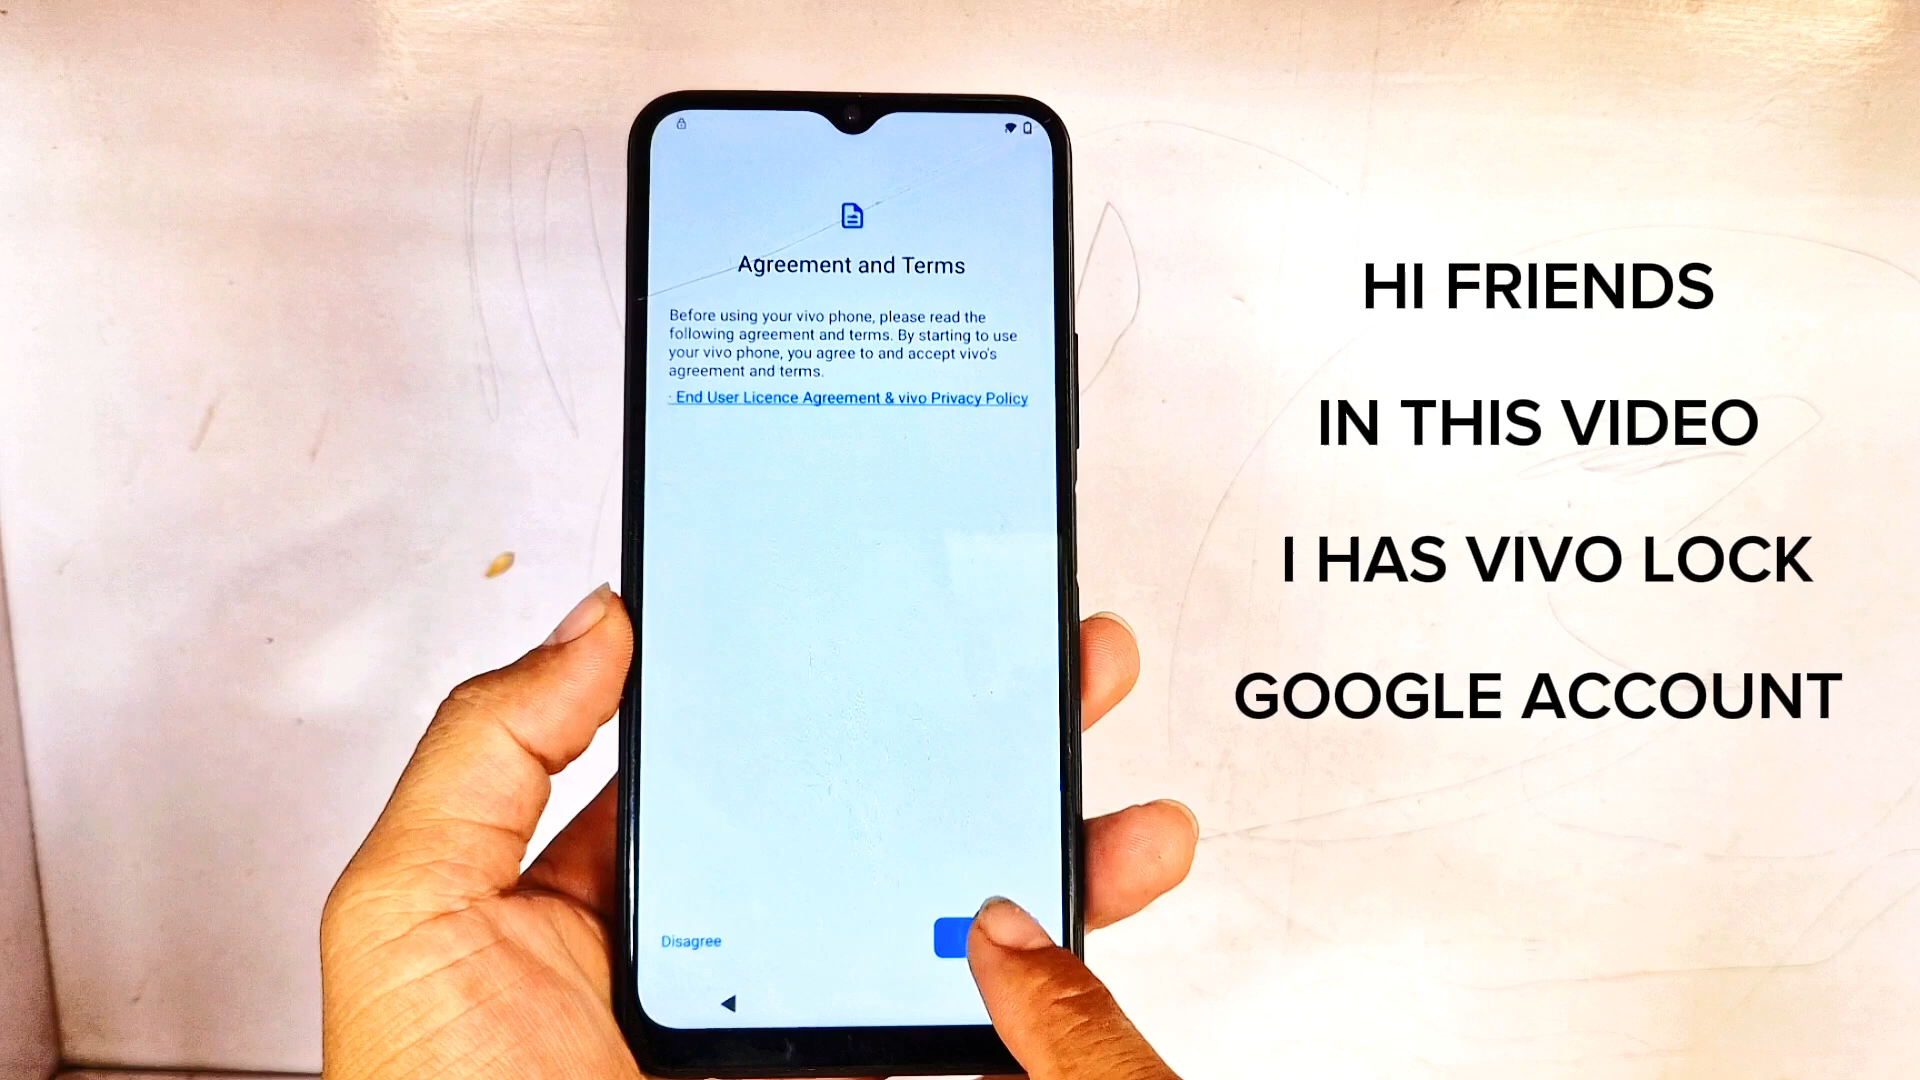 Agreement and Terms
Before using your vivo phone, please read the
following agreement and terms. By starting to use
your vivo phone, you agree to and accept vivo's
agreement and terms.
· End User Licence Agreement & vivo Privacy Policy
Disagree
HI FRIENDS
IN THIS VIDEO
I HAS VIVO LOCK
GOOGLE ACCOUNT